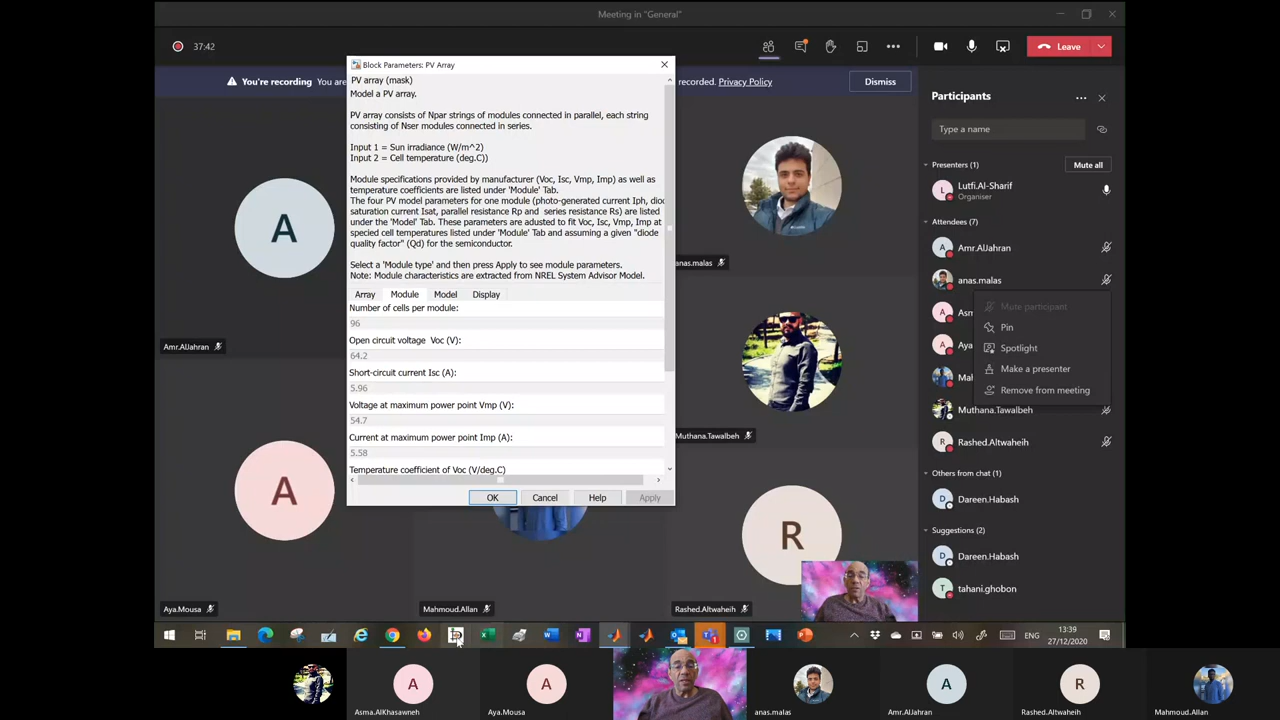 Meeting in "General"
37:42
Leave
You're recording You are
recorded. Privacy Policy
Dismiss
Block Parameters: PV Array
PV array (mask)
Model a PV array.
PV array consists of Npar strings of modules connected in parallel, each string
consisting of Nser modules connected in series.
Input 1 = Sun irradiance (W/m^2)
Input 2 = Cell temperature (deg.C))
Module specifications provided by manufacturer (Voc, Isc, Vmp, Imp) as well as
temperature coefficients are listed under 'Module' Tab.
The four PV model parameters for one module (photo-generated current Iph, dioc
saturation current Isat, parallel resistance Rp and series resistance Rs) are listed
under the 'Model' Tab. These parameters are adusted to fit Voc, Isc, Vmp, Imp at
specied cell temperatures listed under 'Module' Tab and assuming a given "diode
quality factor" (Qd) for the semiconductor.
Select a 'Module type' and then press Apply to see module parameters.
Note: Module characteristics are extracted from NREL System Advisor Model.
Array Module Model Display
Number of cells per module:
96
Open circuit voltage Voc (V):
64.2
Short-circuit current Isc (A):
5.96
Voltage at maximum power point Vmp (V):
54.7
Current at maximum power point Imp (A):
5.58
Temperature coefficient of Voc (V/deg.C)
OK Cancel Help Apply
A
Amr.AlJahran
anas.malas
Muthana.Tawalbeh
A
Aya.Mousa
Mahmoud.Allan
R
Rashed.Altwaheih
Participants
Type a name
Presenters (1)
Mute all
L
Lutfi.Al-Sharif
Organiser
Attendees (7)
A
Amr.AlJahran
anas.malas
A
Asm
A
Aya
Mah
Mute participant
Pin
Spotlight
Make a presenter
Remove from meeting
Muthana.Tawalbeh
R
Rashed.Altwaheih
Others from chat (1)
D
Dareen.Habash
Suggestions (2)
D
Dareen.Habash
T
tahani.ghobon
ENG
13:39
27/12/2020
A
Asma.AlKhasawneh
A
Aya.Mousa
anas.malas
A
Amr.AlJahran
R
Rashed.Altwaheih
Mahmoud.Allan